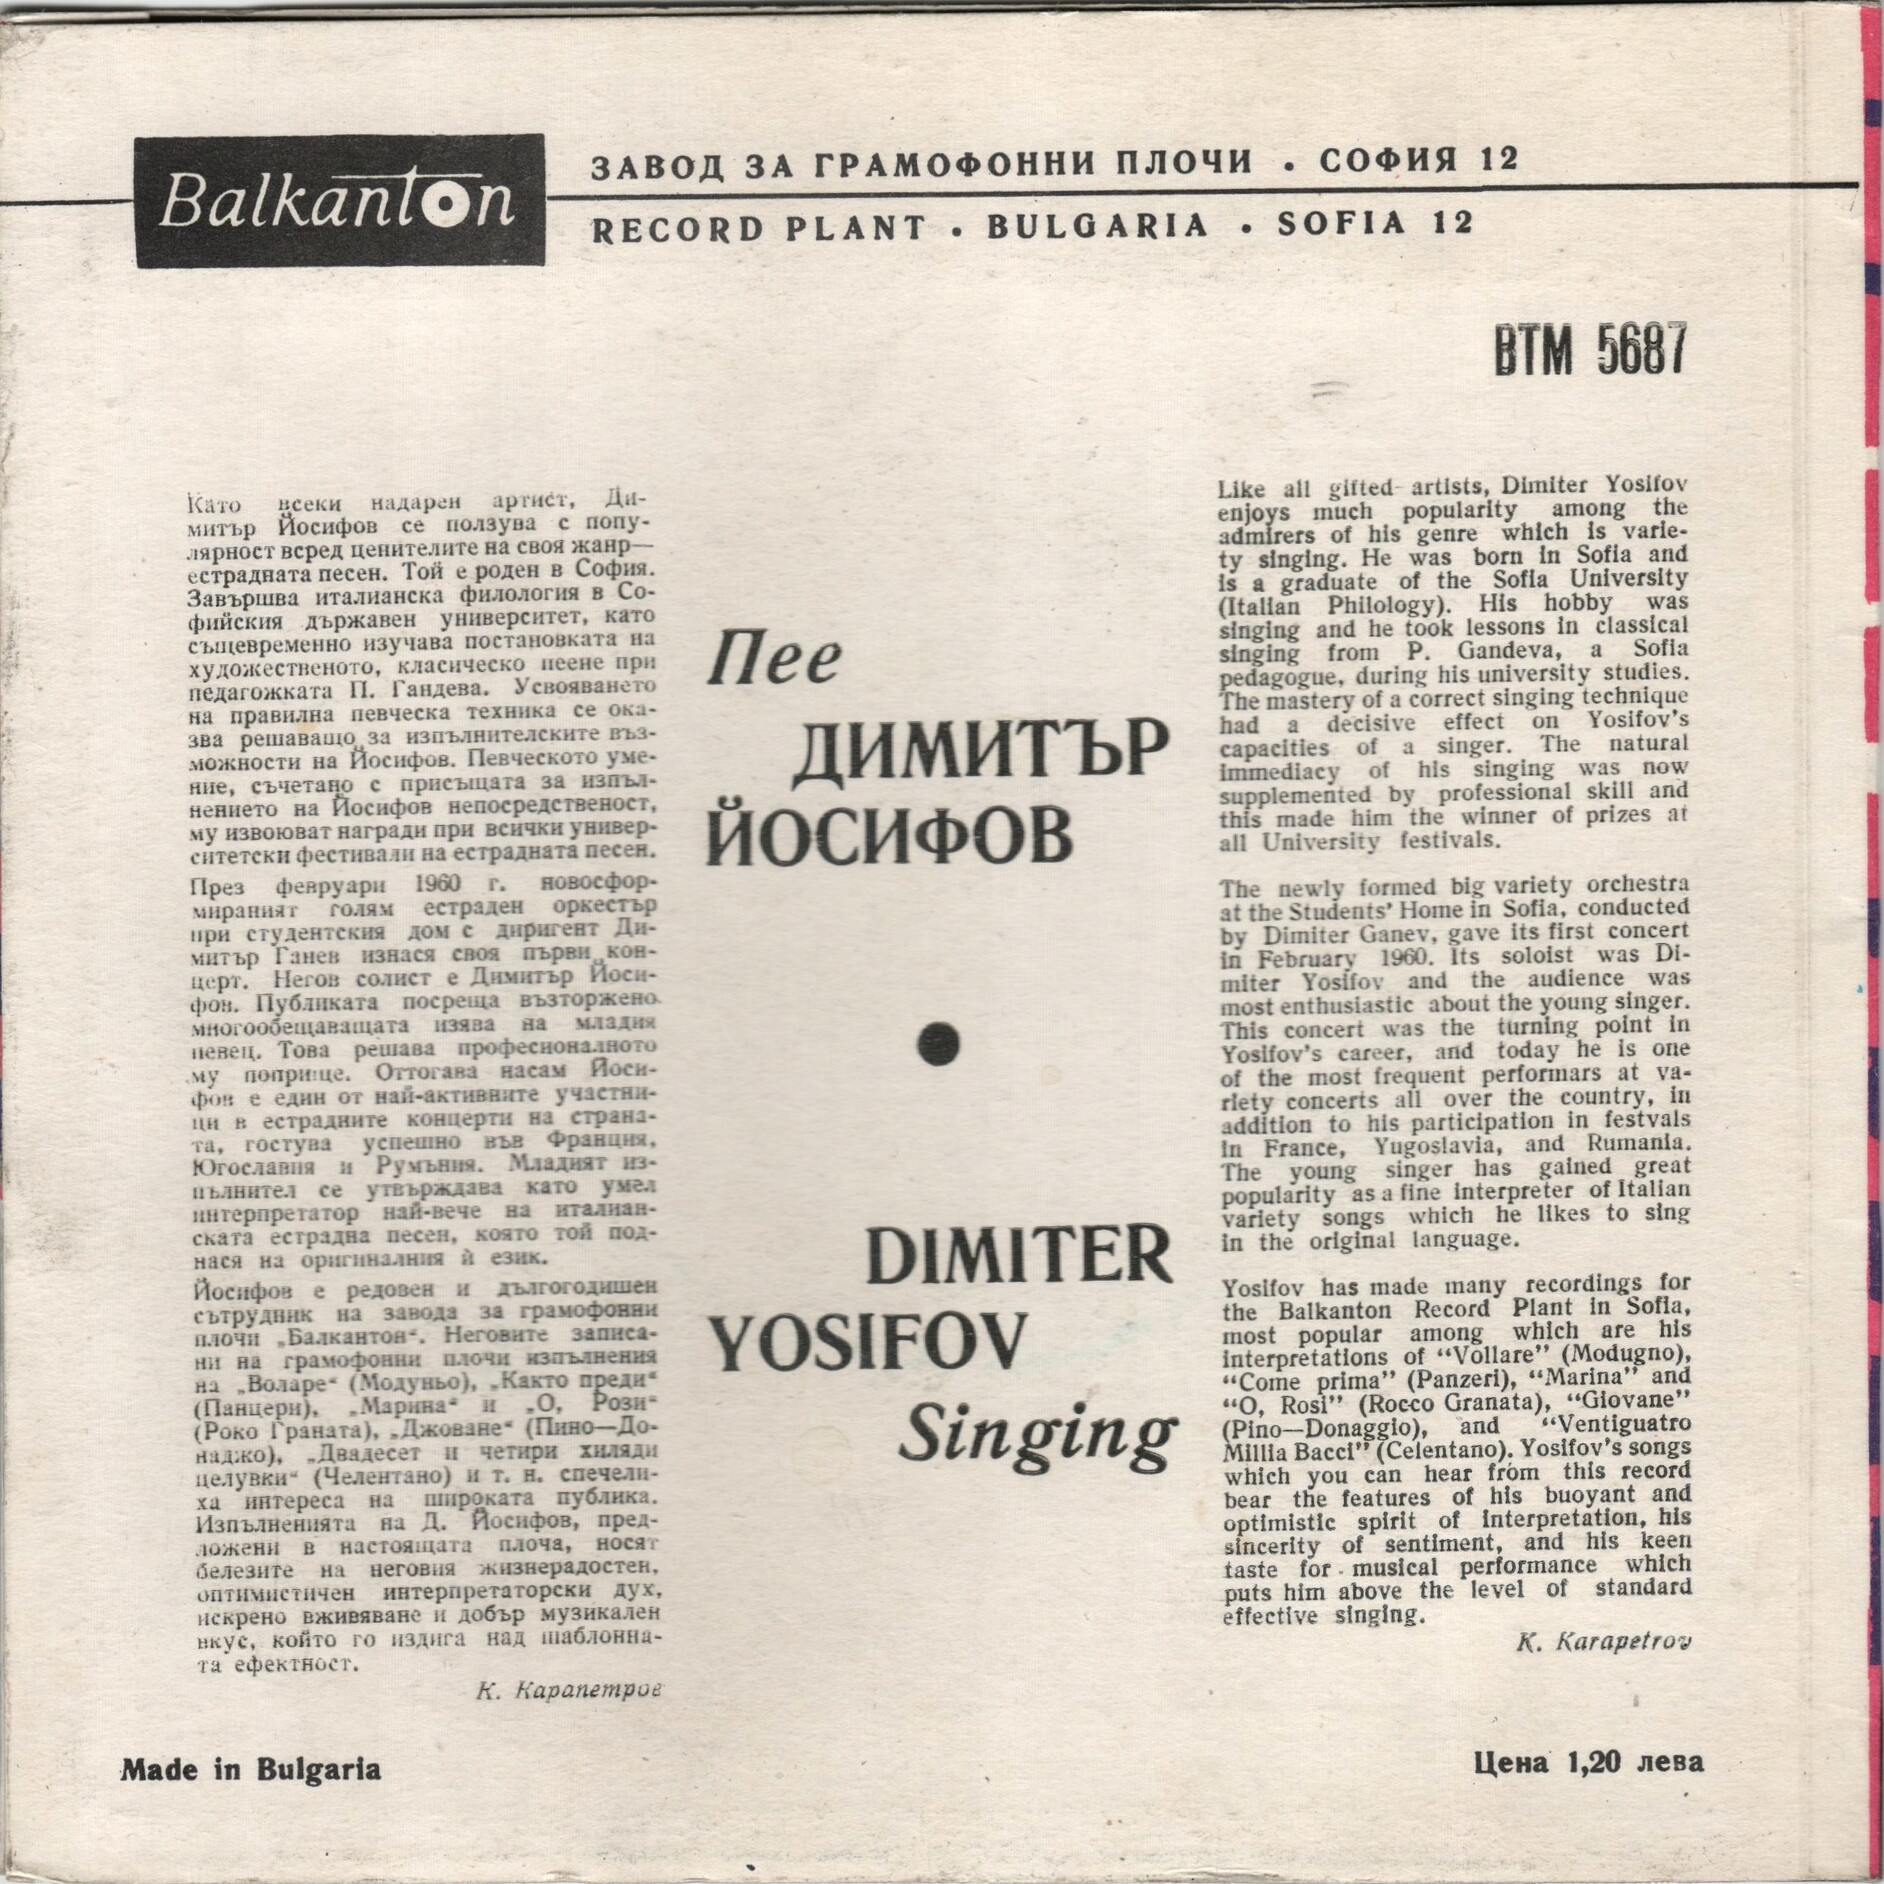 Balkanton
ЗАВОД ЗА ГРАМОФОННИ ПЛОЧИ • СОФИЯ 12
RECORD PLANT • BULGARIA • SOFIA 12
ВТМ 5687
Като всеки надарен артист, Ди-
митър Йосифов се ползува с попу-
лярност всред ценителите на своя жанр—
естрадната песен. Той е роден в София.
Завършва италианска филология в Со-
фийския държавен университет, като
същевременно изучава постановката на
художественото, класическо пеене при
педагожката П. Гандева. Усвояването
на правилна певческа техника се ока-
зва решаващо за изпълнителските въз-
можности на Йосифов. Певческото уме-
ние, съчетано с присъщата за изпъл-
нението на Йосифов непосредственост,
му извоюват награди при всички универ-
ситетски фестивали на естрадната песен.
През февруари 1960 г. новосфор-
мираният голям естраден оркестър
при студентския дом с диригент Ди-
митър Ганев изнася своя първи кон-
церт. Негов солист е Димитър Йоси-
фов. Публиката посреща възторжено
многообещаващата изява на младия
певец. Това решава професионалното
му поприще. Оттогава насам Йоси-
фов е един от най-активните участни-
ци в естрадните концерти на страна-
та, гостува успешно във Франция,
Югославия и Румъния. Младият из-
пълнител се утвърждава като умел
интерпретатор най-вече на италиан-
ската естрадна песен, която той под-
нася на оригиналния ѝ език.
Йосифов е редовен и дългогодишен
сътрудник на завода за грамофонни
плочи „Балкантон“. Неговите записа-
ни на грамофонни плочи изпълнения
на „Воларе“ (Модуньо), „Както преди“
(Панцери), „Марина“ и „О, Рози“
(Роко Граната), „Джоване“ (Пино—До-
наджо), „Двадесет и четири хиляди
целувки“ (Челентано) и т. н. спечели-
ха интереса на широката публика.
Изпълненията на Д. Йосифов, пред-
ложени в настоящата плоча, носят
белезите на неговия жизнерадостен,
оптимистичен интерпретаторски дух,
искрено вживяване и добър музикален
вкус, който го издига над шаблонна-
та ефектност.
К. Карапетров
Пее
ДИМИТЪР
ЙОСИФОВ
DIMITER
YOSIFOV
Singing
Like all gifted artists, Dimiter Yosifov
enjoys much popularity among the
admirers of his genre which is varie-
ty singing. He was born in Sofia and
is a graduate of the Sofia University
(Italian Philology). His hobby was
singing and he took lessons in classical
singing from P. Gandeva, a Sofia
pedagogue, during his university studies.
The mastery of a correct singing technique
had a decisive effect on Yosifov's
capacities of a singer. The natural
immediacy of his singing was now
supplemented by professional skill and
this made him the winner of prizes at
all University festivals.
The newly formed big variety orchestra
at the Students' Home in Sofia, conducted
by Dimiter Ganev, gave its first concert
in February 1960. Its soloist was Di-
miter Yosifov and the audience was
most enthusiastic about the young singer.
This concert was the turning point in
Yosifov's career, and today he is one
of the most frequent performars at va-
riety concerts all over the country, in
addition to his participation in festvals
in France, Yugoslavia, and Rumania.
The young singer has gained great
popularity as a fine interpreter of Italian
variety songs which he likes to sing
in the original language.
Yosifov has made many recordings for
the Balkanton Record Plant in Sofia,
most popular among which are his
interpretations of “Vollare” (Modugno),
“Come prima” (Panzeri), “Marina” and
“O, Rosi” (Rocco Granata), “Giovane”
(Pino—Donaggio), and “Ventiguatro
Millia Bacci” (Celentano). Yosifov's songs
which you can hear from this record
bear the features of his buoyant and
optimistic spirit of interpretation, his
sincerity of sentiment, and his keen
taste for musical performance which
puts him above the level of standard
effective singing.
K. Karapetrov
Made in Bulgaria
Цена 1,20 лева